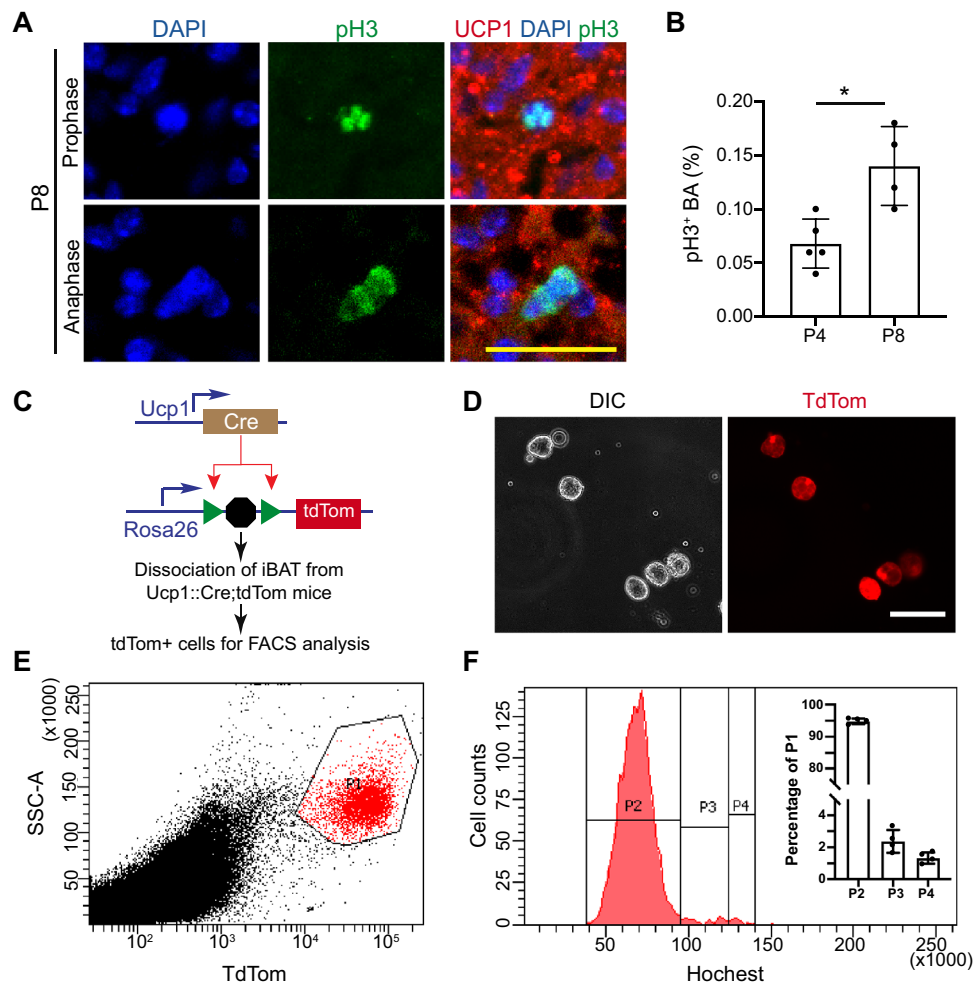 A
DAPI
pH3
UCP1 DAPI pH3
P8
Prophase
Anaphase
B
pH3+ BA (%)
0.20
0.15
0.10
0.05
0.00
*
P4
P8
C
Ucp1
Cre
Rosa26
tdTom
Dissociation of iBAT from
Ucp1::Cre;tdTom mice
tdTom+ cells for FACS analysis
D
DIC
TdTom
E
(x1000)
SSC-A
250
200
150
100
50
P1
10² 10³ 10⁴ 10⁵
TdTom
F
Cell counts
125
100
75
50
25
0
P2
P3
P4
50 100 150 200 250
(x1000)
Hochest
Percentage of P1
100
90
80
4
2
0
P2 P3 P4